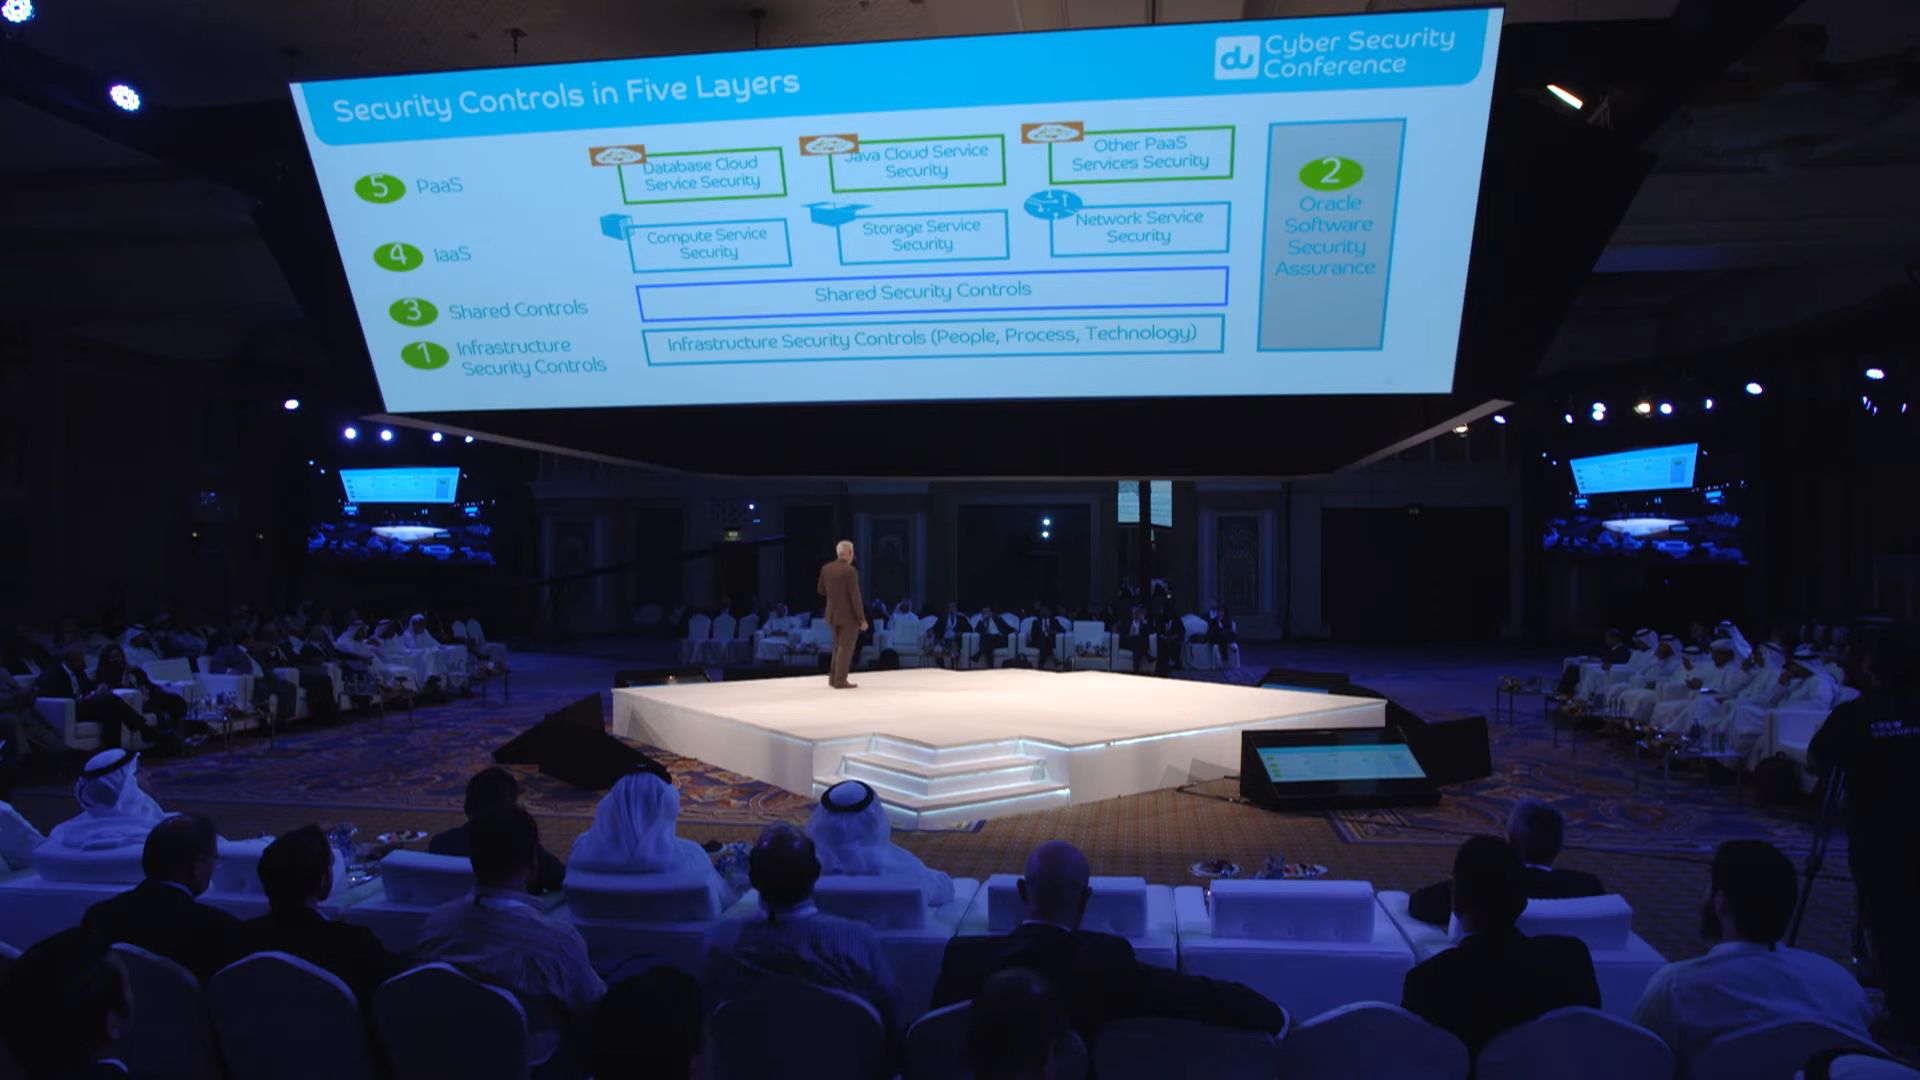 Security Controls in Five Layers
du Cyber Security
Conference
5 PaaS
Database Cloud
Service Security
Java Cloud Service
Security
Other PaaS
Services Security
4 IaaS
Compute Service
Security
Storage Service
Security
Network Service
Security
3 Shared Controls
Shared Security Controls
1 Infrastructure
Security Controls
Infrastructure Security Controls (People, Process, Technology)
2
Oracle
Software
Security
Assurance